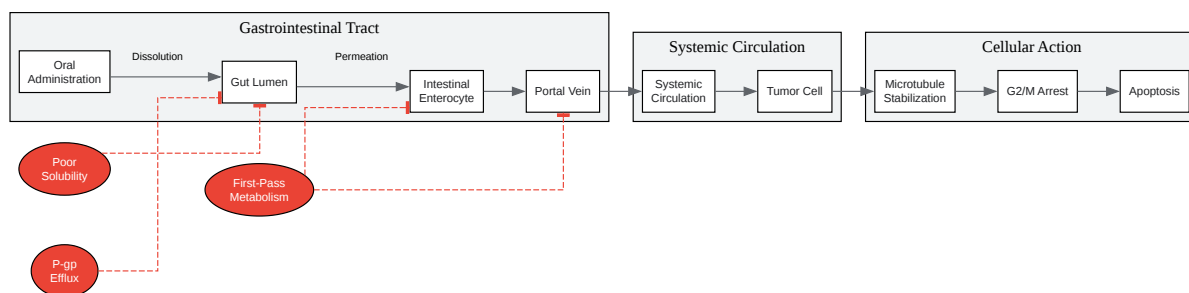 Gastrointestinal Tract
Systemic Circulation
Cellular Action
Oral
Administration
Dissolution
Gut Lumen
Permeation
Intestinal
Enterocyte
Portal Vein
Systemic
Circulation
Tumor Cell
Microtubule
Stabilization
G2/M Arrest
Apoptosis
Poor
Solubility
First-Pass
Metabolism
P-gp
Efflux